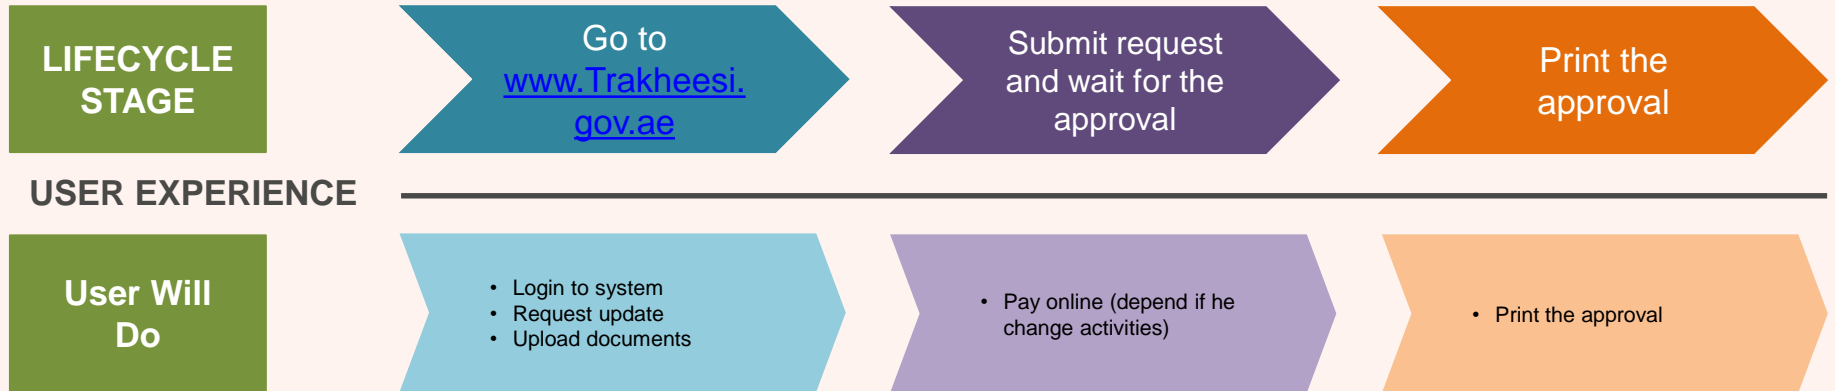 LIFECYCLE
STAGE
Go to
www.Trakheesi.
gov.ae
Submit request
and wait for the
approval
Print the
approval
USER EXPERIENCE
User Will
Do
• Login to system
• Request update
• Upload documents
• Pay online (depend if he
change activities)
• Print the approval